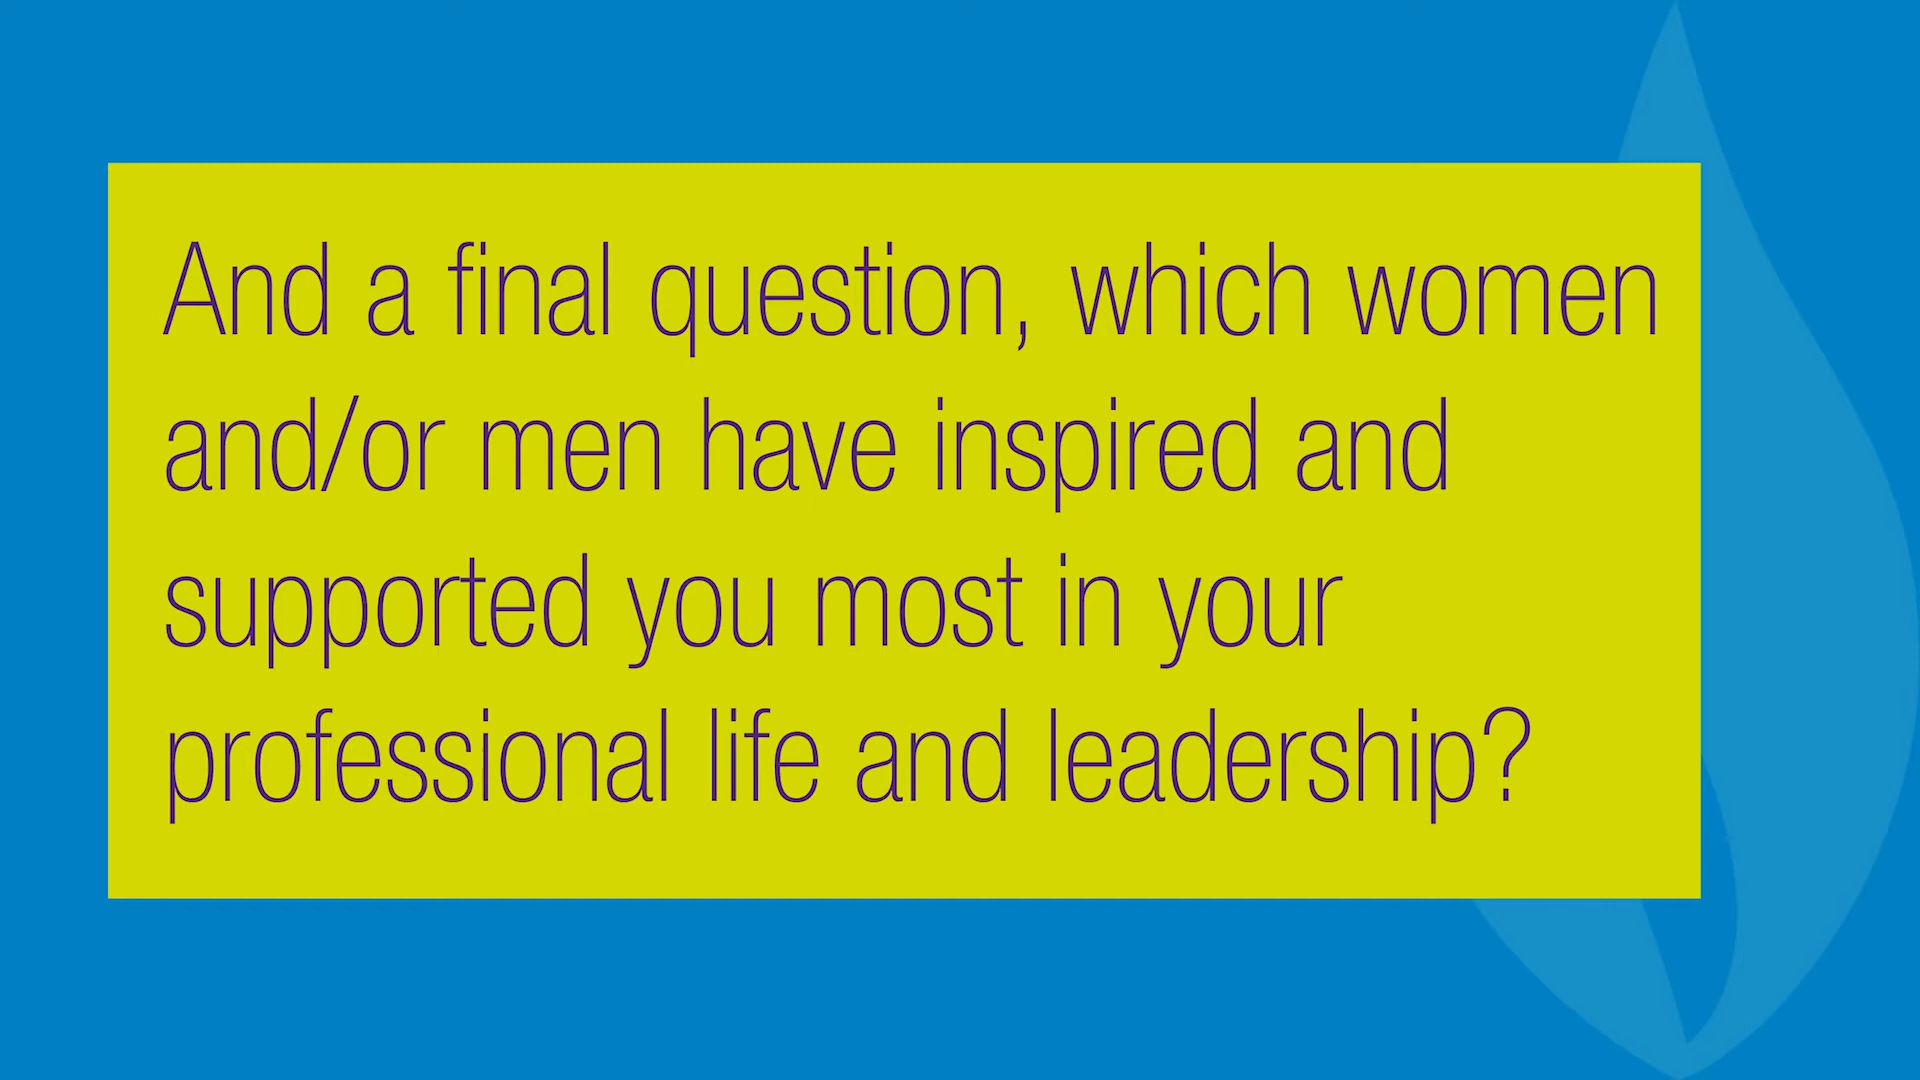 And a final question, which women
and/or men have inspired and
supported you most in your
professional life and leadership?